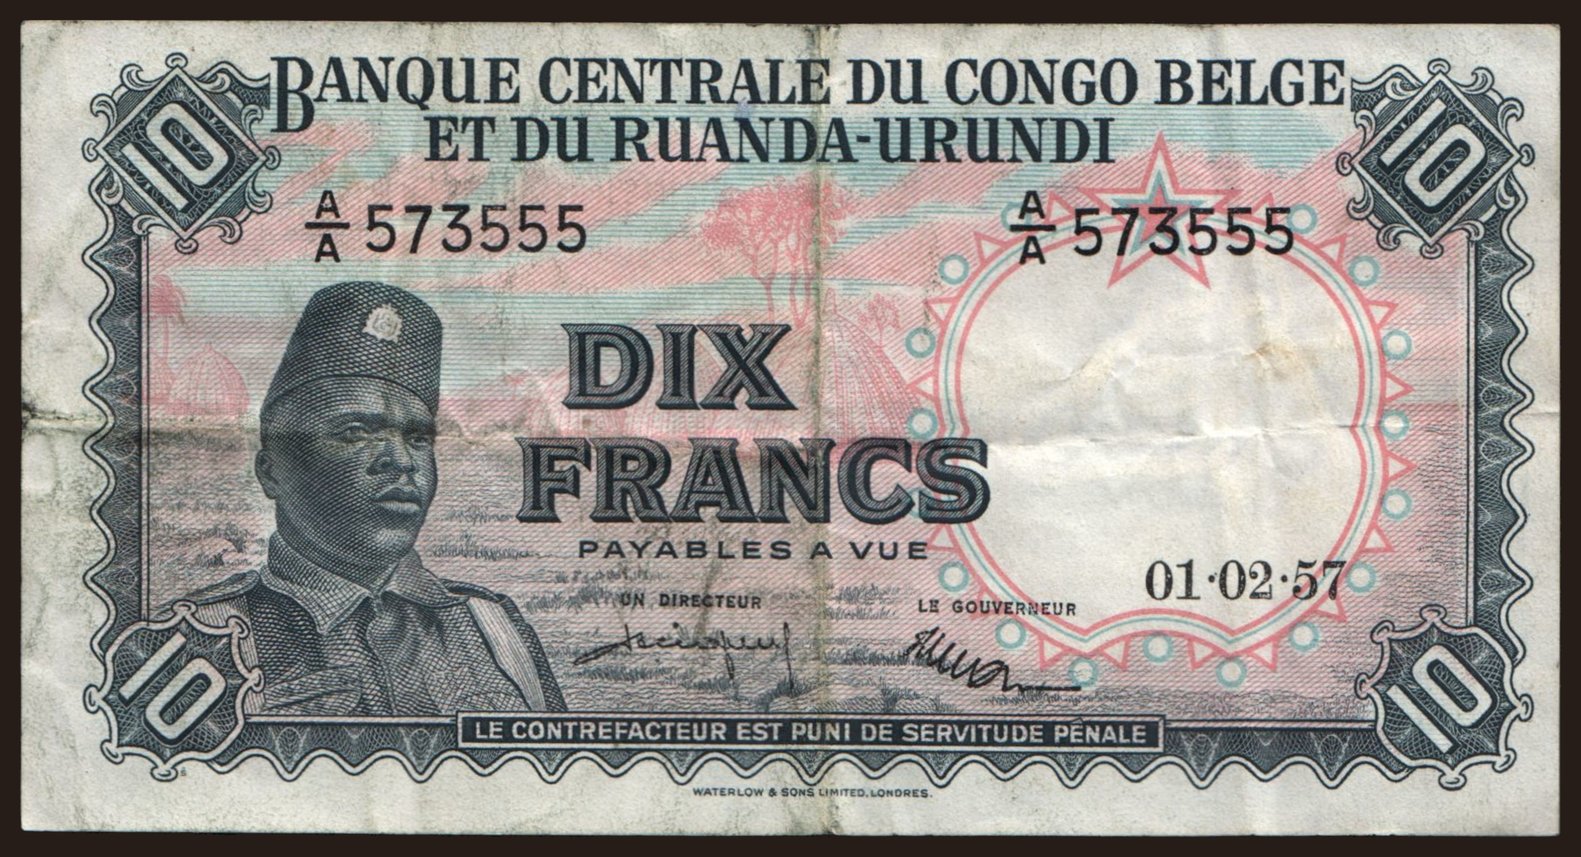 BANQUE CENTRALE DU CONGO BELGE
ET DU RUANDA-URUNDI
10
10
A/A 573555
A/A 573555
DIX
FRANCS
PAYABLES A VUE
01·02·57
UN DIRECTEUR
LE GOUVERNEUR
10
10
LE CONTREFACTEUR EST PUNI DE SERVITUDE PÉNALE
WATERLOW & SONS LIMITED, LONDRES.